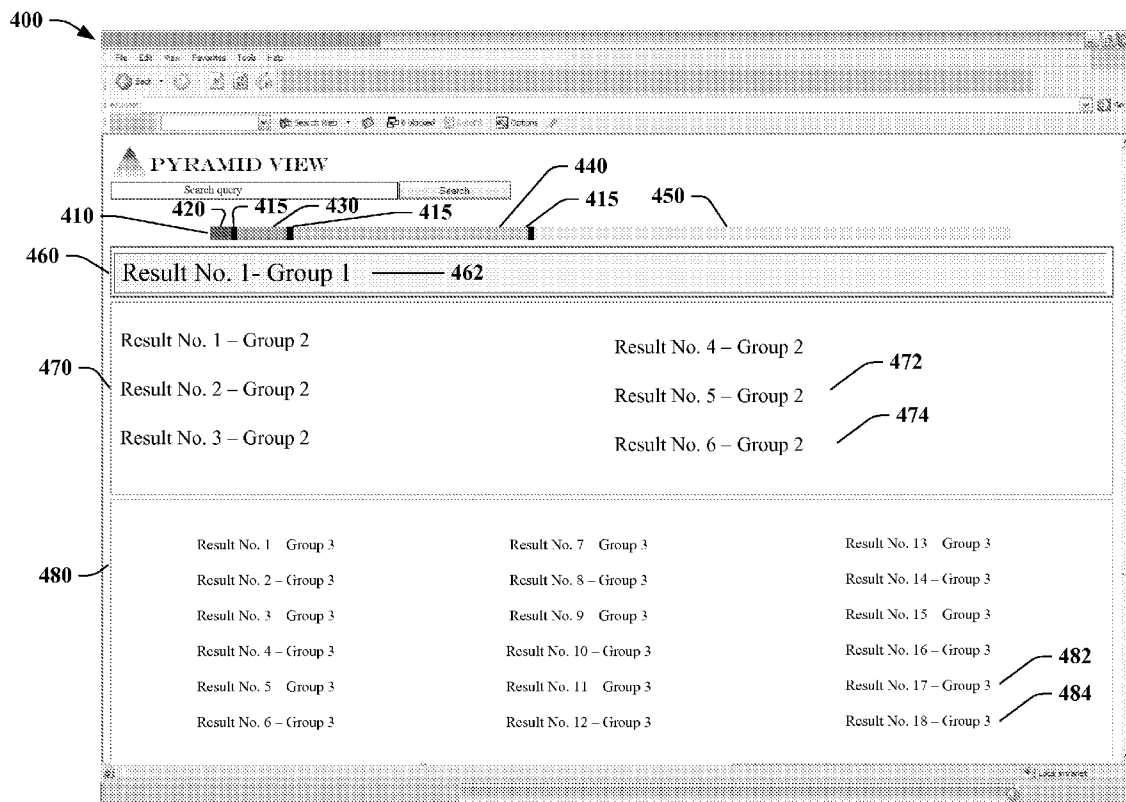 400
File Edit View Favorites Tools Help
Back
Search Web Options
PYRAMID VIEW
Search query Search
440
410 420 415 430 415 415 450
460 Result No. 1- Group 1 462
Result No. 1 – Group 2 Result No. 4 – Group 2
470 Result No. 2 – Group 2 Result No. 5 – Group 2 472
Result No. 3 – Group 2 Result No. 6 – Group 2 474
Result No. 1 Group 3 Result No. 7 Group 3 Result No. 13 Group 3
480 Result No. 2 – Group 3 Result No. 8 – Group 3 Result No. 14 – Group 3
Result No. 3 Group 3 Result No. 9 Group 3 Result No. 15 Group 3
Result No. 4 – Group 3 Result No. 10 – Group 3 Result No. 16 – Group 3
Result No. 5 Group 3 Result No. 11 Group 3 Result No. 17 – Group 3 482
Result No. 6 – Group 3 Result No. 12 – Group 3 Result No. 18 – Group 3 484
Local intranet